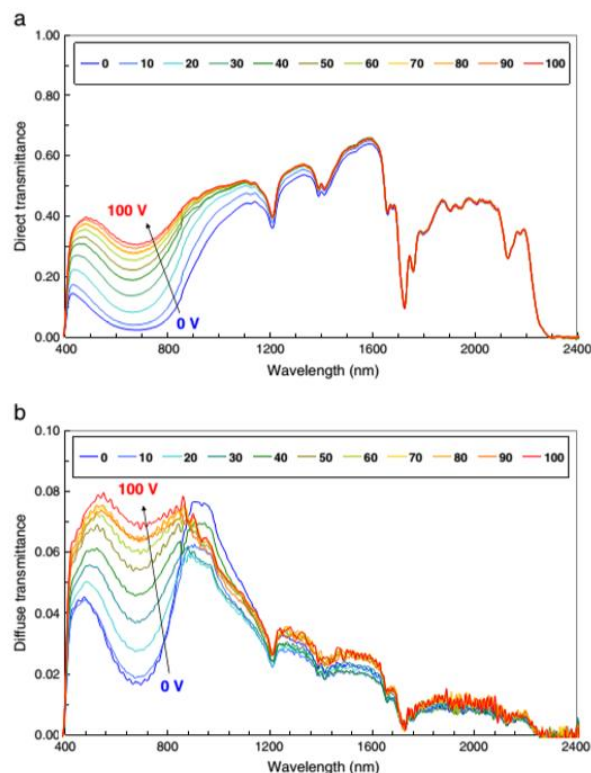 a
1.00
0 10 20 30 40 50 60 70 80 90 100
0.80
0.60
Direct transmittance
0.40
100 V
0.20
0 V
0.00
400 800 1200 1600 2000 2400
Wavelength (nm)
b
0.10
0 10 20 30 40 50 60 70 80 90 100
0.08
100 V
0.06
Diffuse transmittance
0.04
0.02
0 V
0.00
400 800 1200 1600 2000 2400
Wavelength (nm)